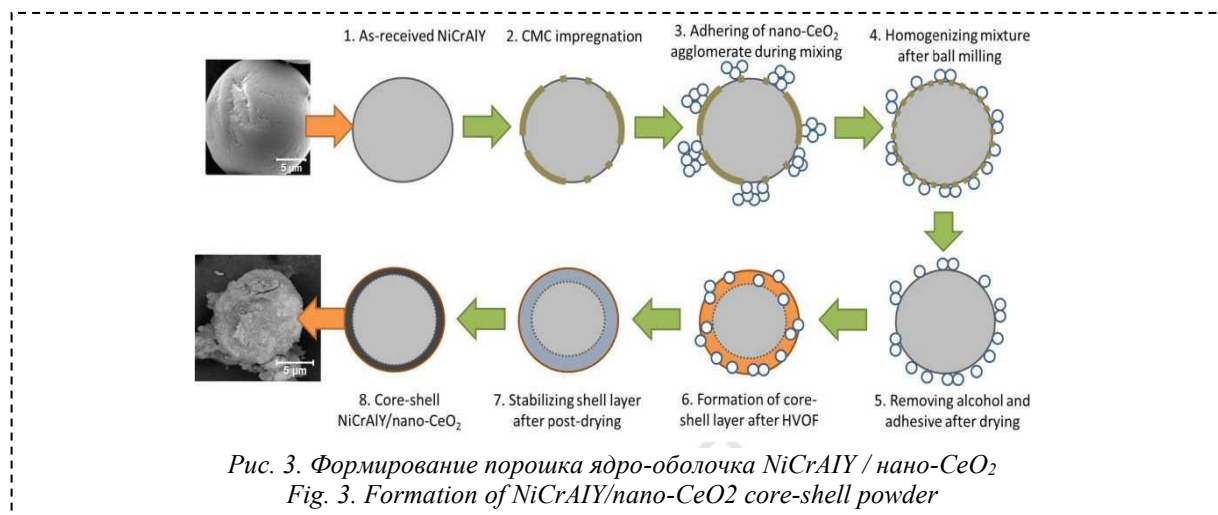 1. As-received NiCrAlY
2. CMC impregnation
3. Adhering of nano-CeO₂
agglomerate during mixing
4. Homogenizing mixture
after ball milling
5 μm
5 μm
8. Core-shell
NiCrAlY/nano-CeO₂
7. Stabilizing shell layer
after post-drying
6. Formation of core-
shell layer after HVOF
5. Removing alcohol and
adhesive after drying
Рис. 3. Формирование порошка ядро-оболочка NiCrAIY / нано-CeO₂
Fig. 3. Formation of NiCrAIY/nano-CeO2 core-shell powder